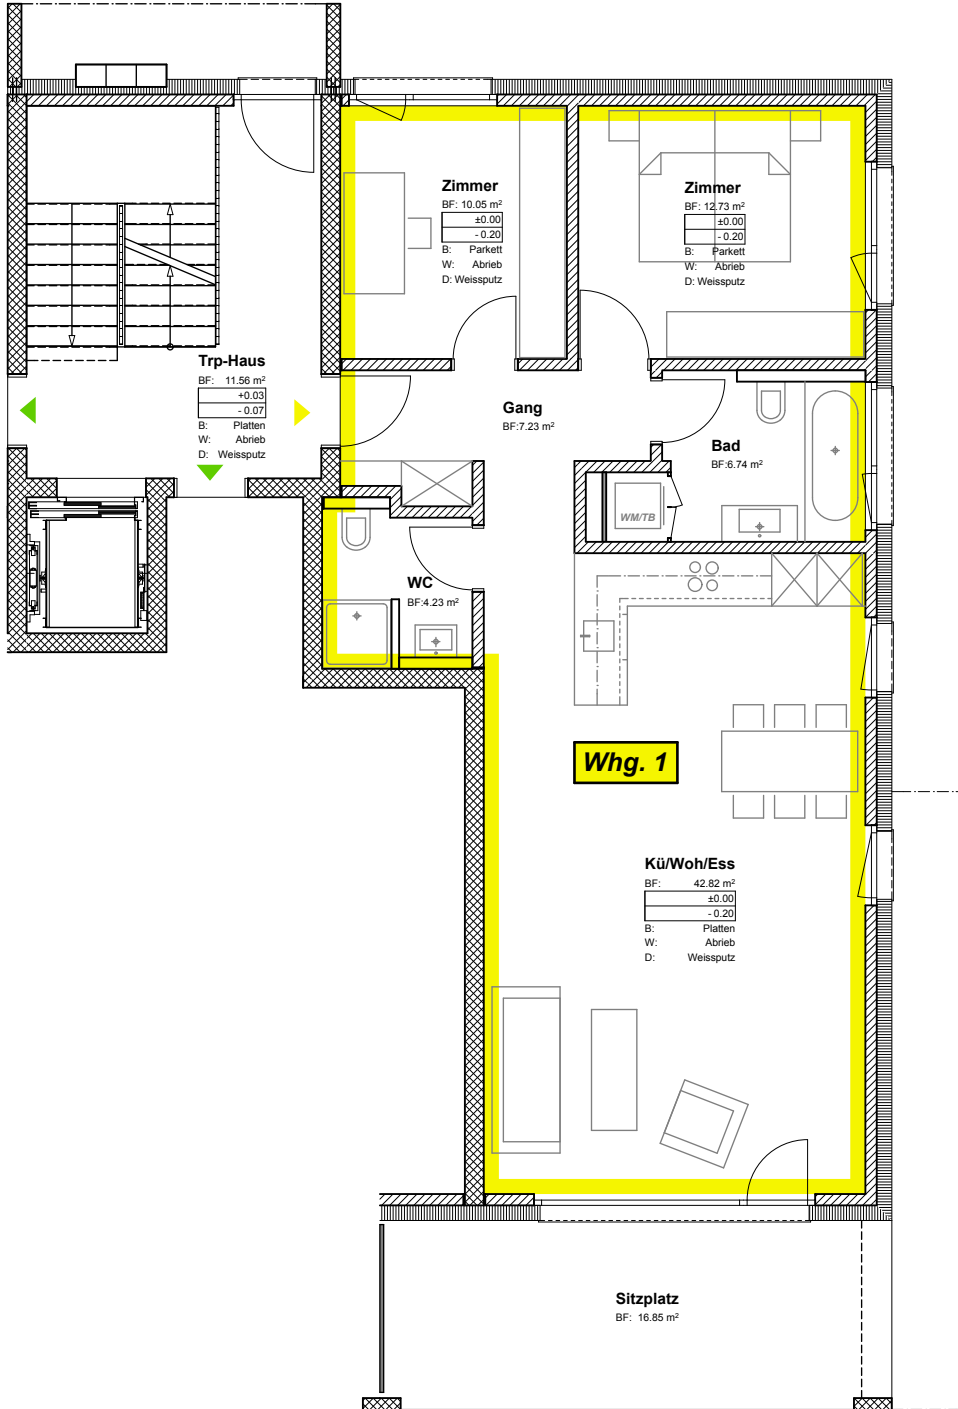 Zimmer
BF: 10.05 m²
±0.00
- 0.20
B: Parkett
W: Abrieb
D: Weissputz
Zimmer
BF: 12.73 m²
±0.00
- 0.20
B: Parkett
W: Abrieb
D: Weissputz
Trp-Haus
BF: 11.56 m²
+0.03
- 0.07
B: Platten
W: Abrieb
D: Weissputz
Gang
BF:7.23 m²
Bad
BF:6.74 m²
WM/TB
WC
BF:4.23 m²
Whg. 1
Kü/Woh/Ess
BF: 42.82 m²
±0.00
- 0.20
B: Platten
W: Abrieb
D: Weissputz
Sitzplatz
BF: 16.85 m²